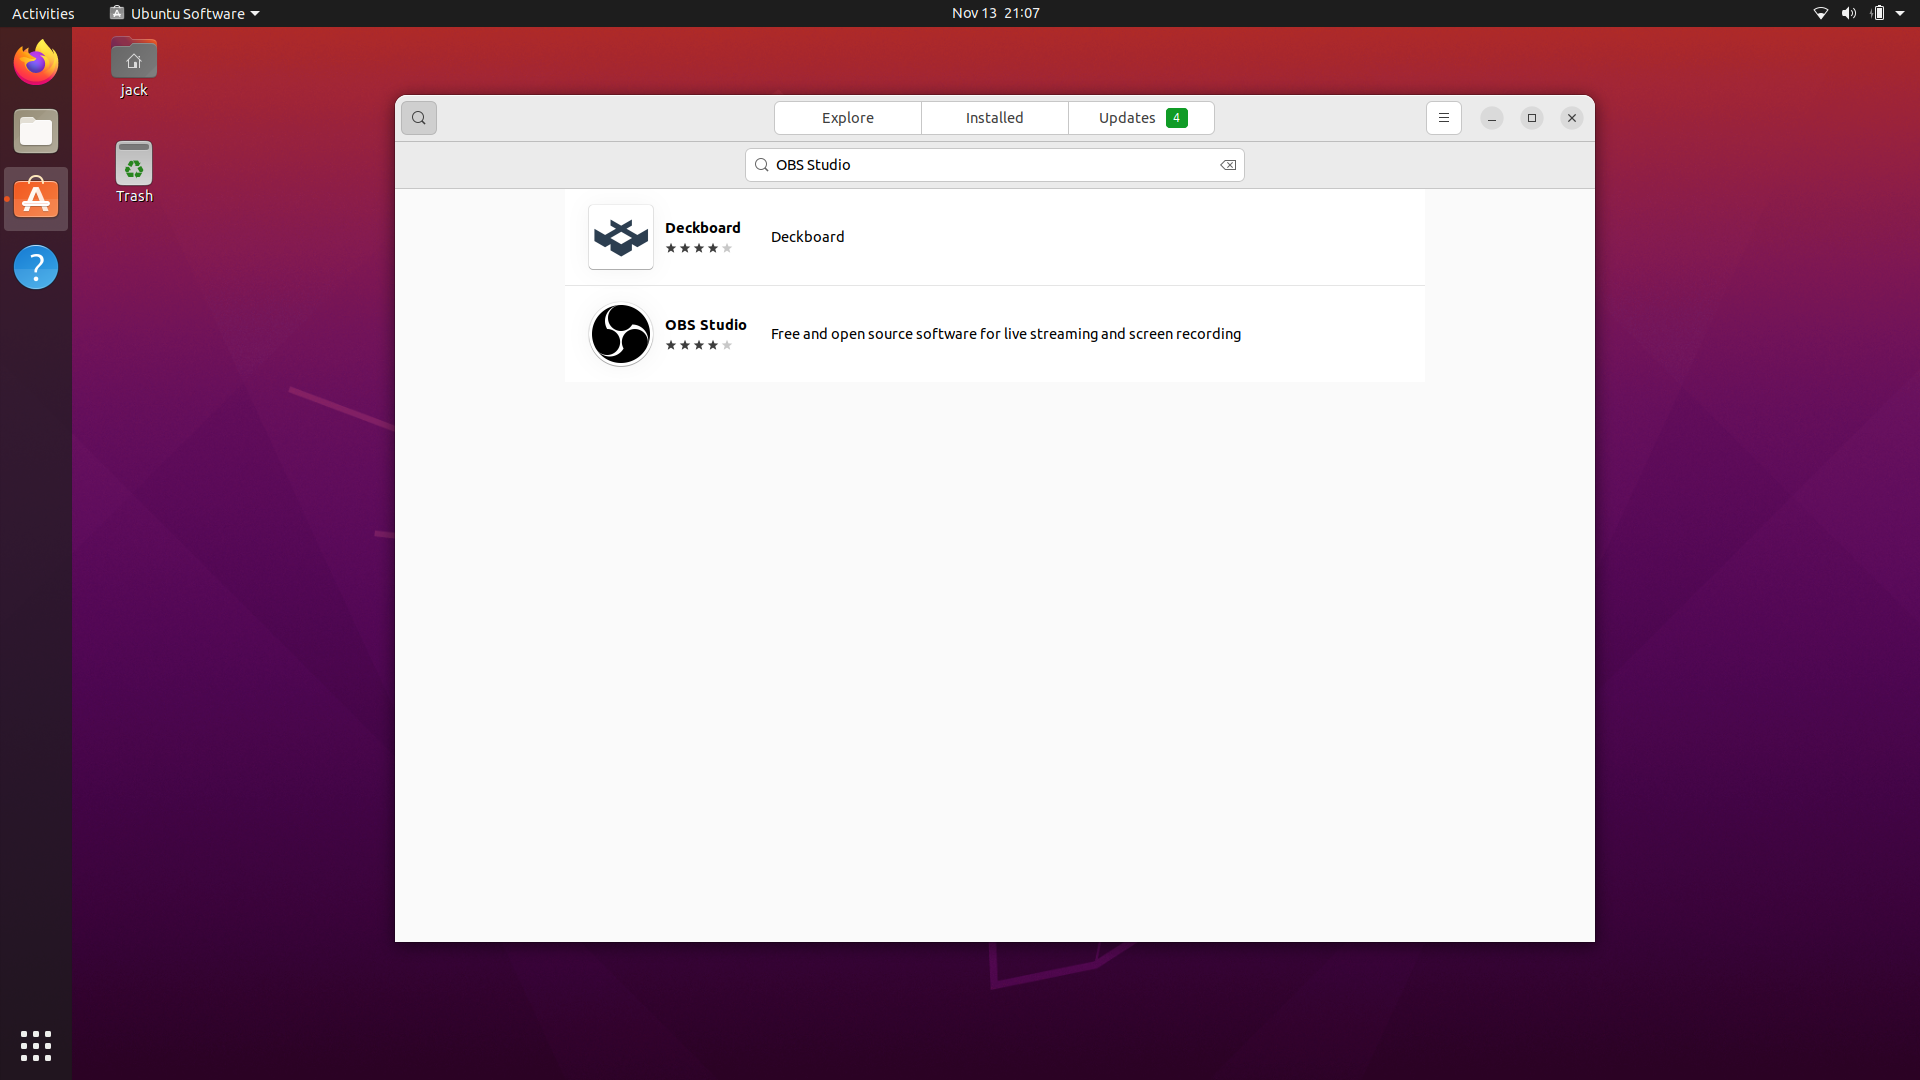 Activities
Ubuntu Software
Nov 13 21:07
jack
Trash
Explore
Installed
Updates 4
OBS Studio
Deckboard
Deckboard
OBS Studio
Free and open source software for live streaming and screen recording